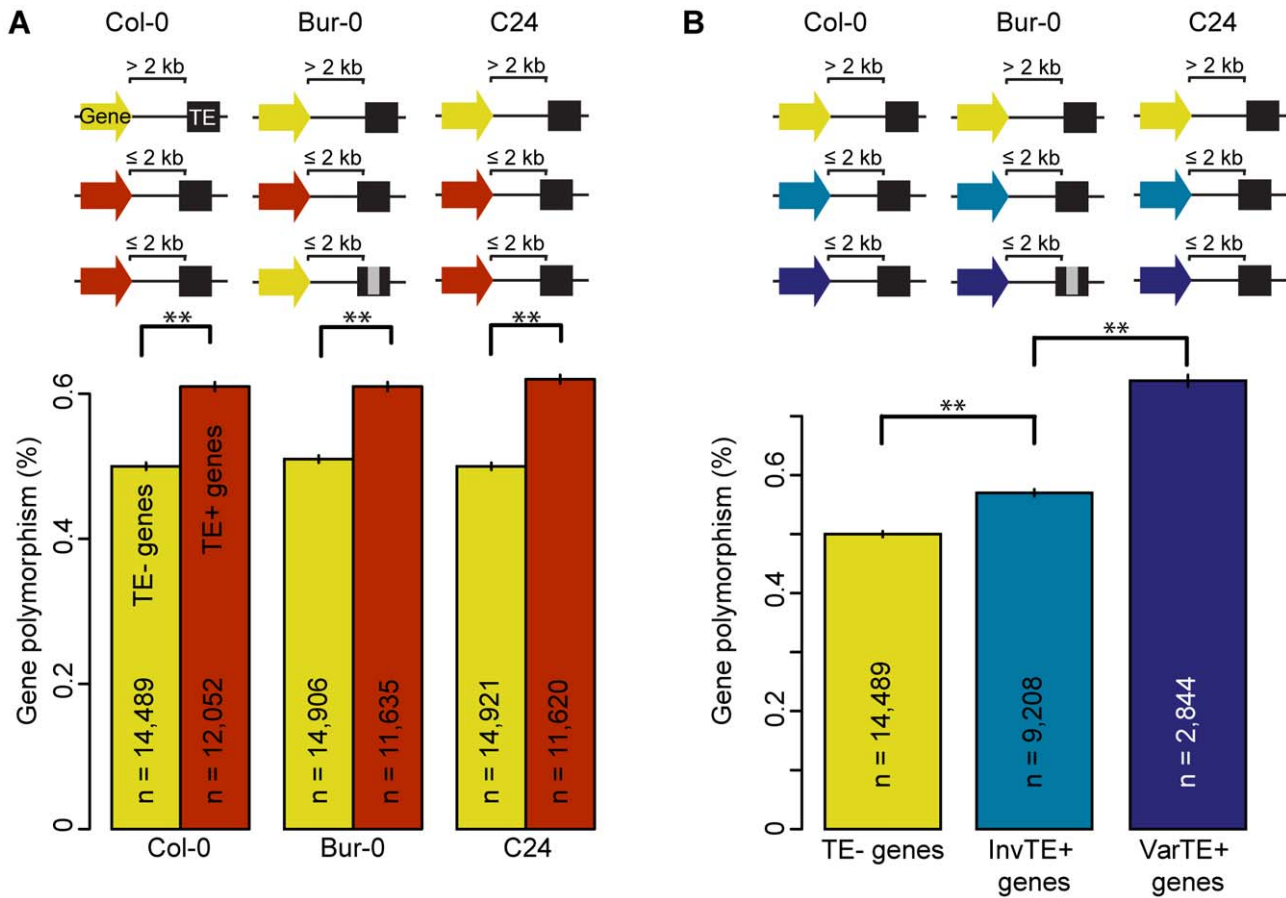 A
Col-0 Bur-0 C24
> 2 kb > 2 kb > 2 kb
Gene TE
≤ 2 kb ≤ 2 kb ≤ 2 kb
≤ 2 kb ≤ 2 kb ≤ 2 kb
** ** **
Gene polymorphism (%)
0.6
0.4
0.2
0
TE- genes
TE+ genes
n = 14,489
n = 12,052
n = 14,906
n = 11,635
n = 14,921
n = 11,620
Col-0 Bur-0 C24
B
Col-0 Bur-0 C24
> 2 kb > 2 kb > 2 kb
≤ 2 kb ≤ 2 kb ≤ 2 kb
≤ 2 kb ≤ 2 kb ≤ 2 kb
**
**
Gene polymorphism (%)
0.6
0.4
0.2
0
n = 14,489
n = 9,208
n = 2,844
TE- genes InvTE+ VarTE+
genes genes